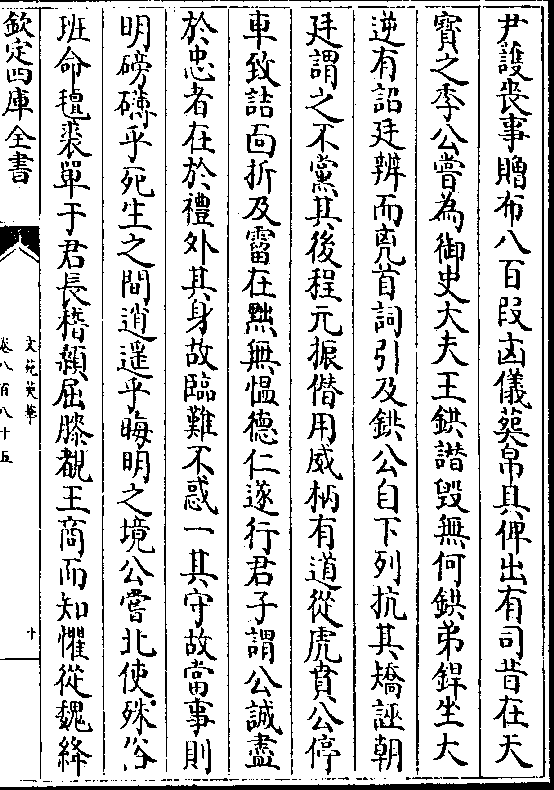 尹護喪事贈布八百段凶儀葬帛具俾出有司昔在天
寳之季公嘗為御史大夫王鉷譖毀無何鉷弟銲坐大
逆有詔廷辨而亮首詞引及鉷公自下列抗其矯誣朝
廷謂之不黨其後程元振僭用威柄有道從虎賁公停
車致詰靣折及霤在黜無愠德仁遂行君子謂公誠盡
於忠者在於禮外其身故臨難不惑一其守故當事則
明磅礴乎死生之間逍遥乎晦明之境公嘗北使殊俗
班命氊裘單于君長稽顙屈膝覩王商而知懼從魏絳
欽定四庫全書
文苑英華
卷八百八十五
十